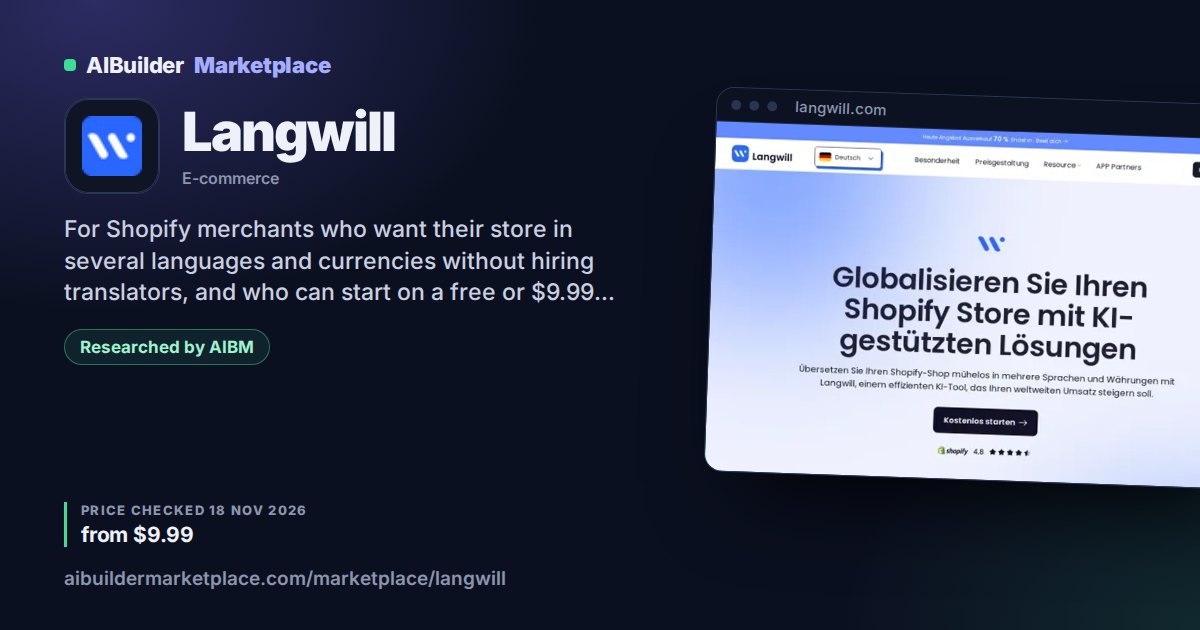 AIBuilder Marketplace
Langwill
E-commerce
For Shopify merchants who want their store in
several languages and currencies without hiring
translators, and who can start on a free or $9.99...
Researched by AIBM
PRICE CHECKED 18 NOV 2026
from $9.99
aibuildermarketplace.com/marketplace/langwill
langwill.com
Heute Angebot Ausverkauf 70 %
Langwill
Deutsch
Besonderheit Preisgestaltung Resource APP Partners
Globalisieren Sie Ihren
Shopify Store mit KI-
gestützten Lösungen
Übersetzen Sie Ihren Shopify-Shop mühelos in mehrere Sprachen und Währungen mit
Langwill, einem effizienten KI-Tool, das Ihren weltweiten Umsatz steigern soll.
Kostenlos starten →
shopify 4.8